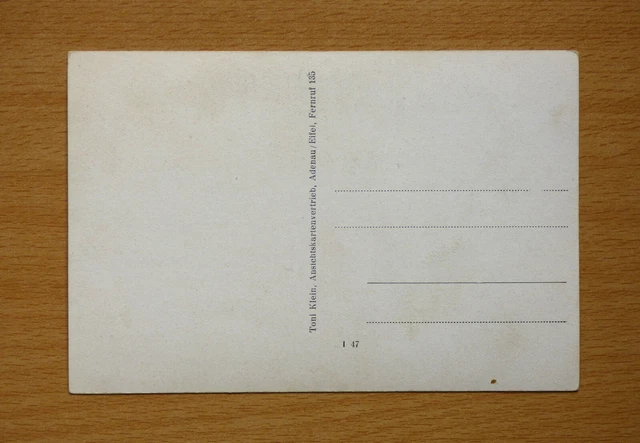 Toni Klein, Ansichtskartenvertrieb, Adenau/Eifel, Fernruf 135
I 47